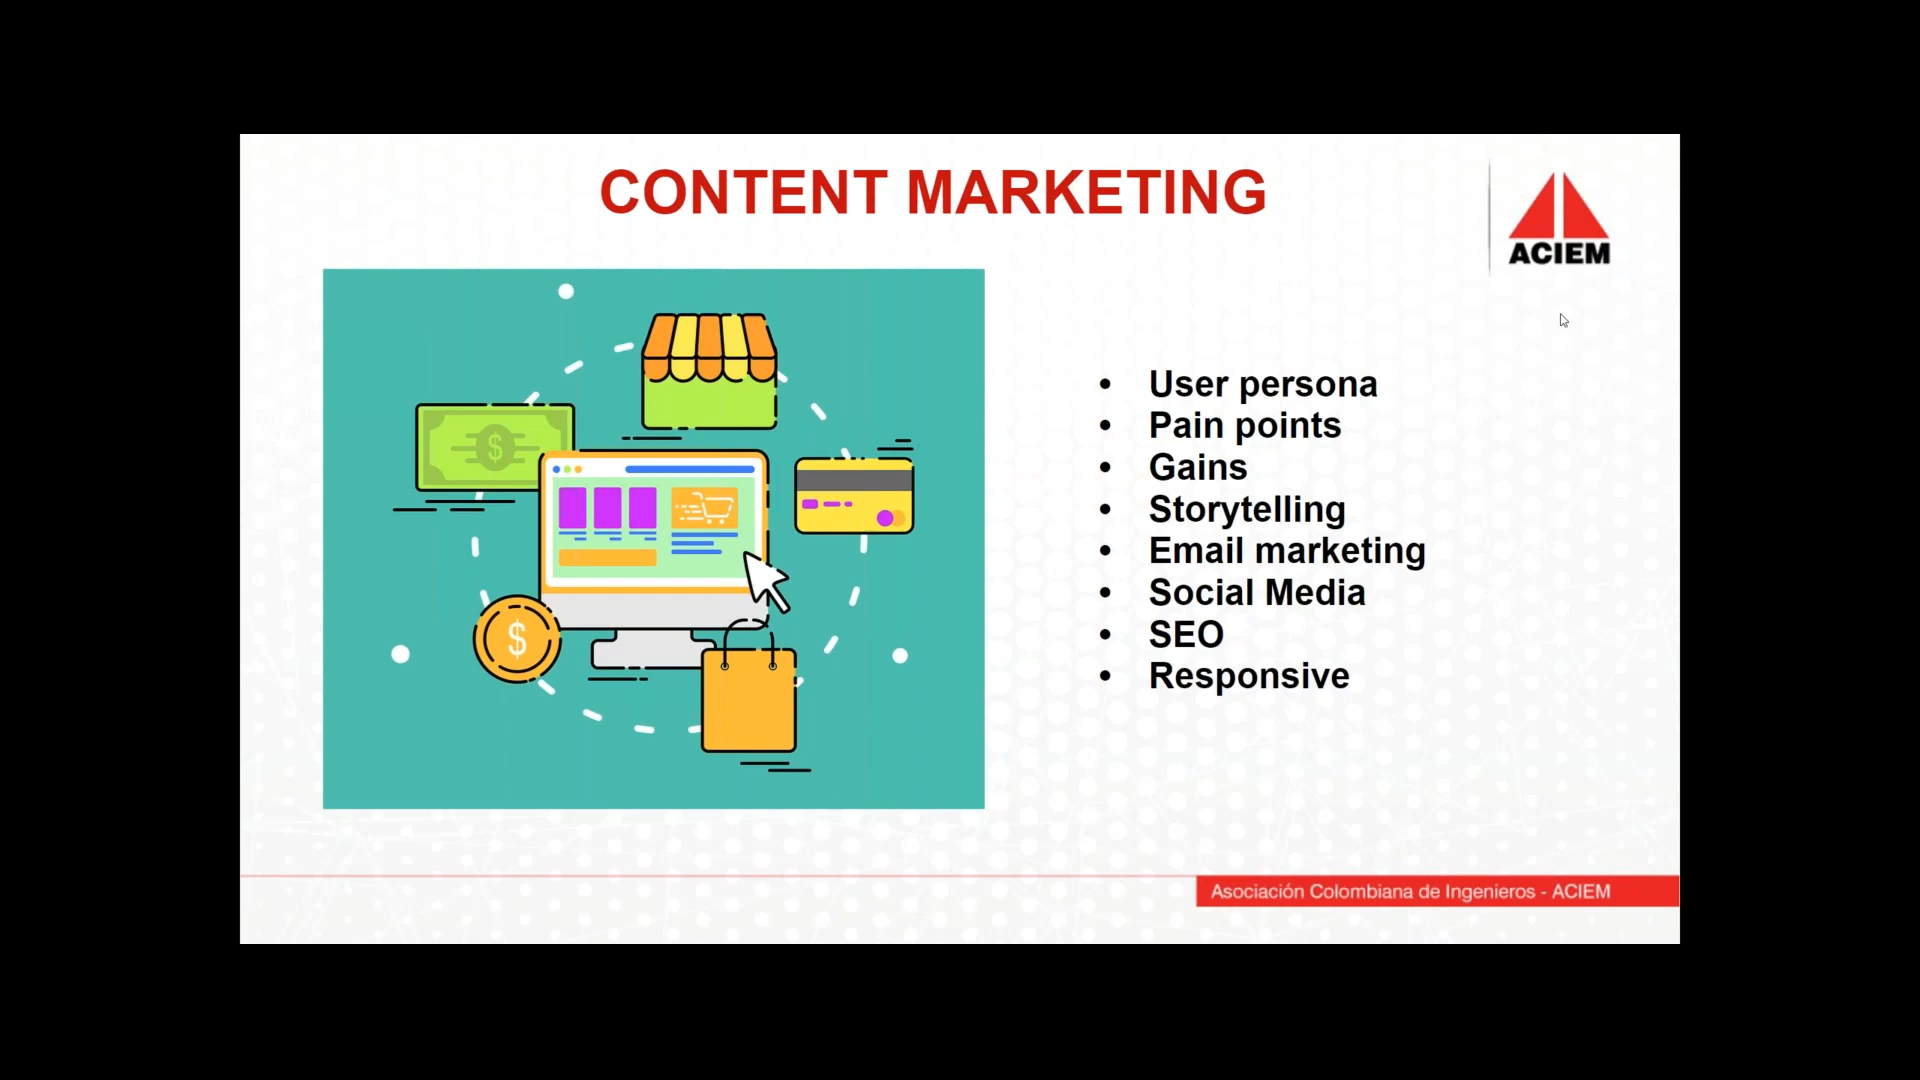 CONTENT MARKETING
ACIEM
$
$
• User persona
• Pain points
• Gains
• Storytelling
• Email marketing
• Social Media
• SEO
• Responsive
Asociación Colombiana de Ingenieros - ACIEM